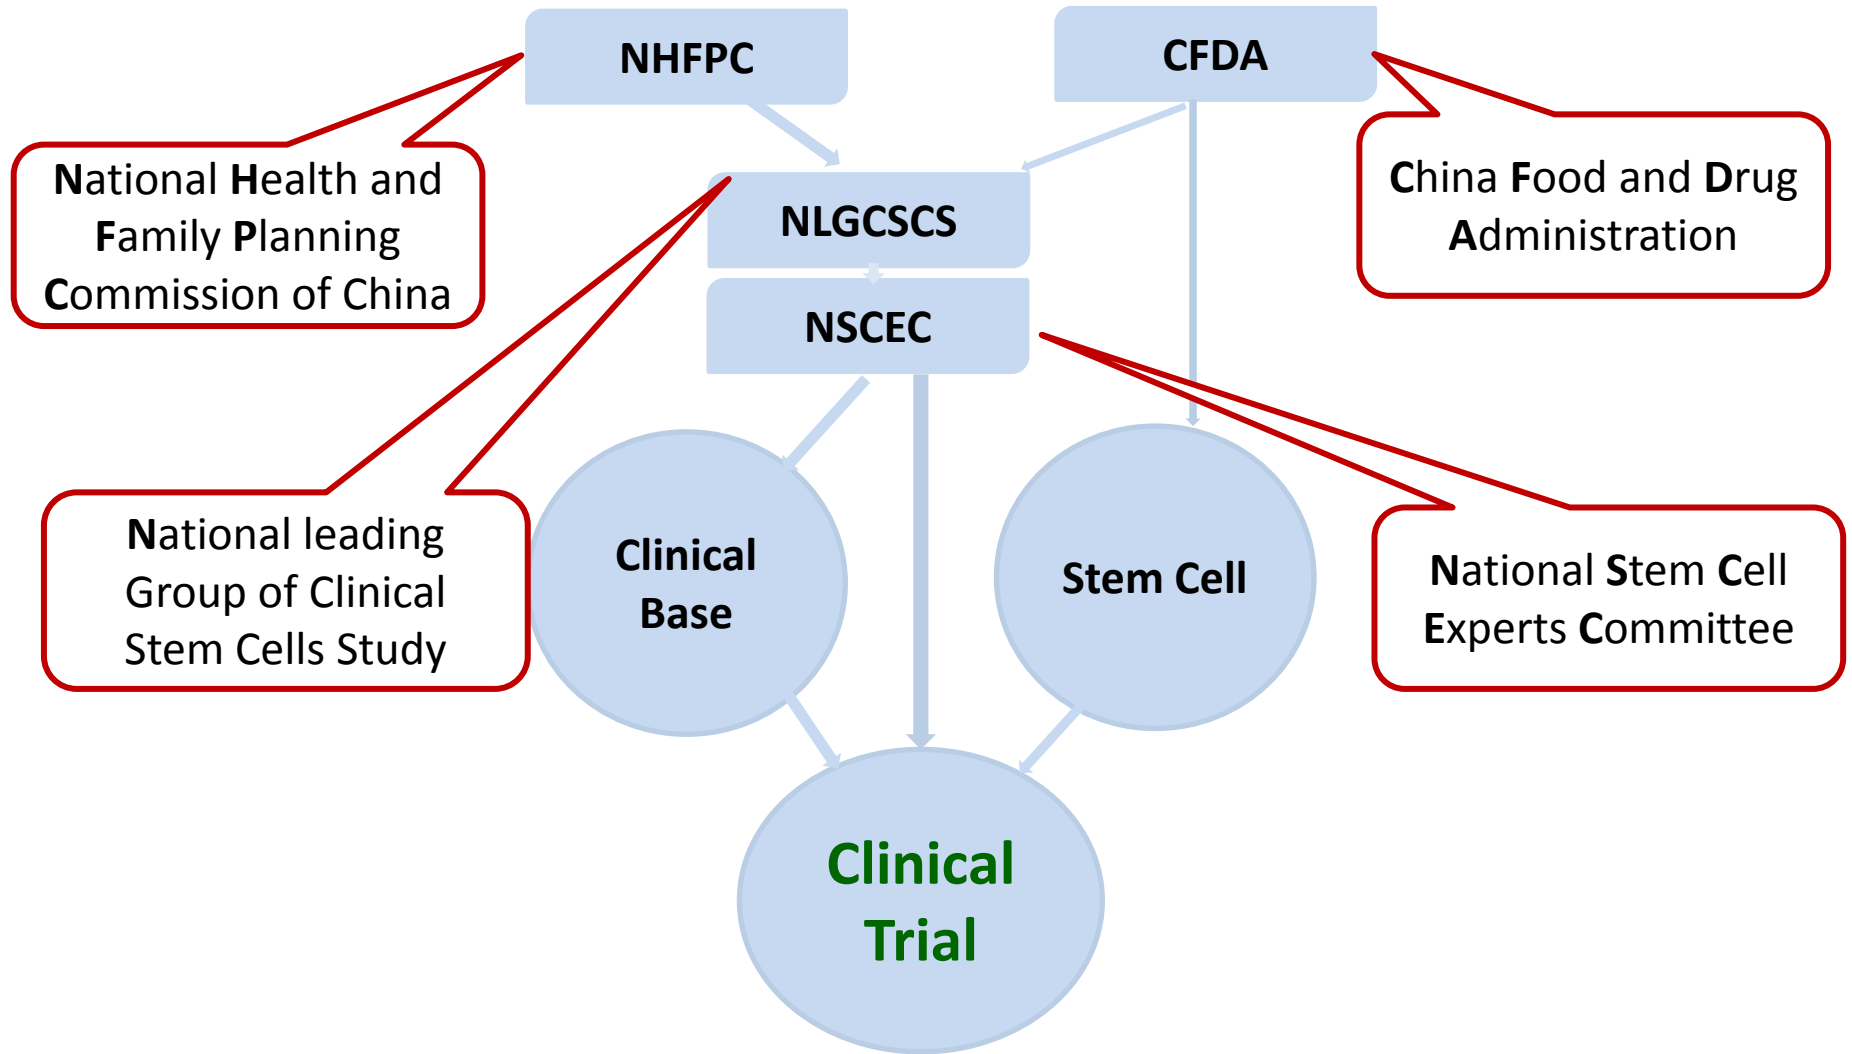 NHFPC
CFDA
National Health and
Family Planning
Commission of China
China Food and Drug
Administration
NLGCSCS
NSCEC
National leading
Group of Clinical
Stem Cells Study
Clinical
Base
Stem Cell
National Stem Cell
Experts Committee
Clinical
Trial